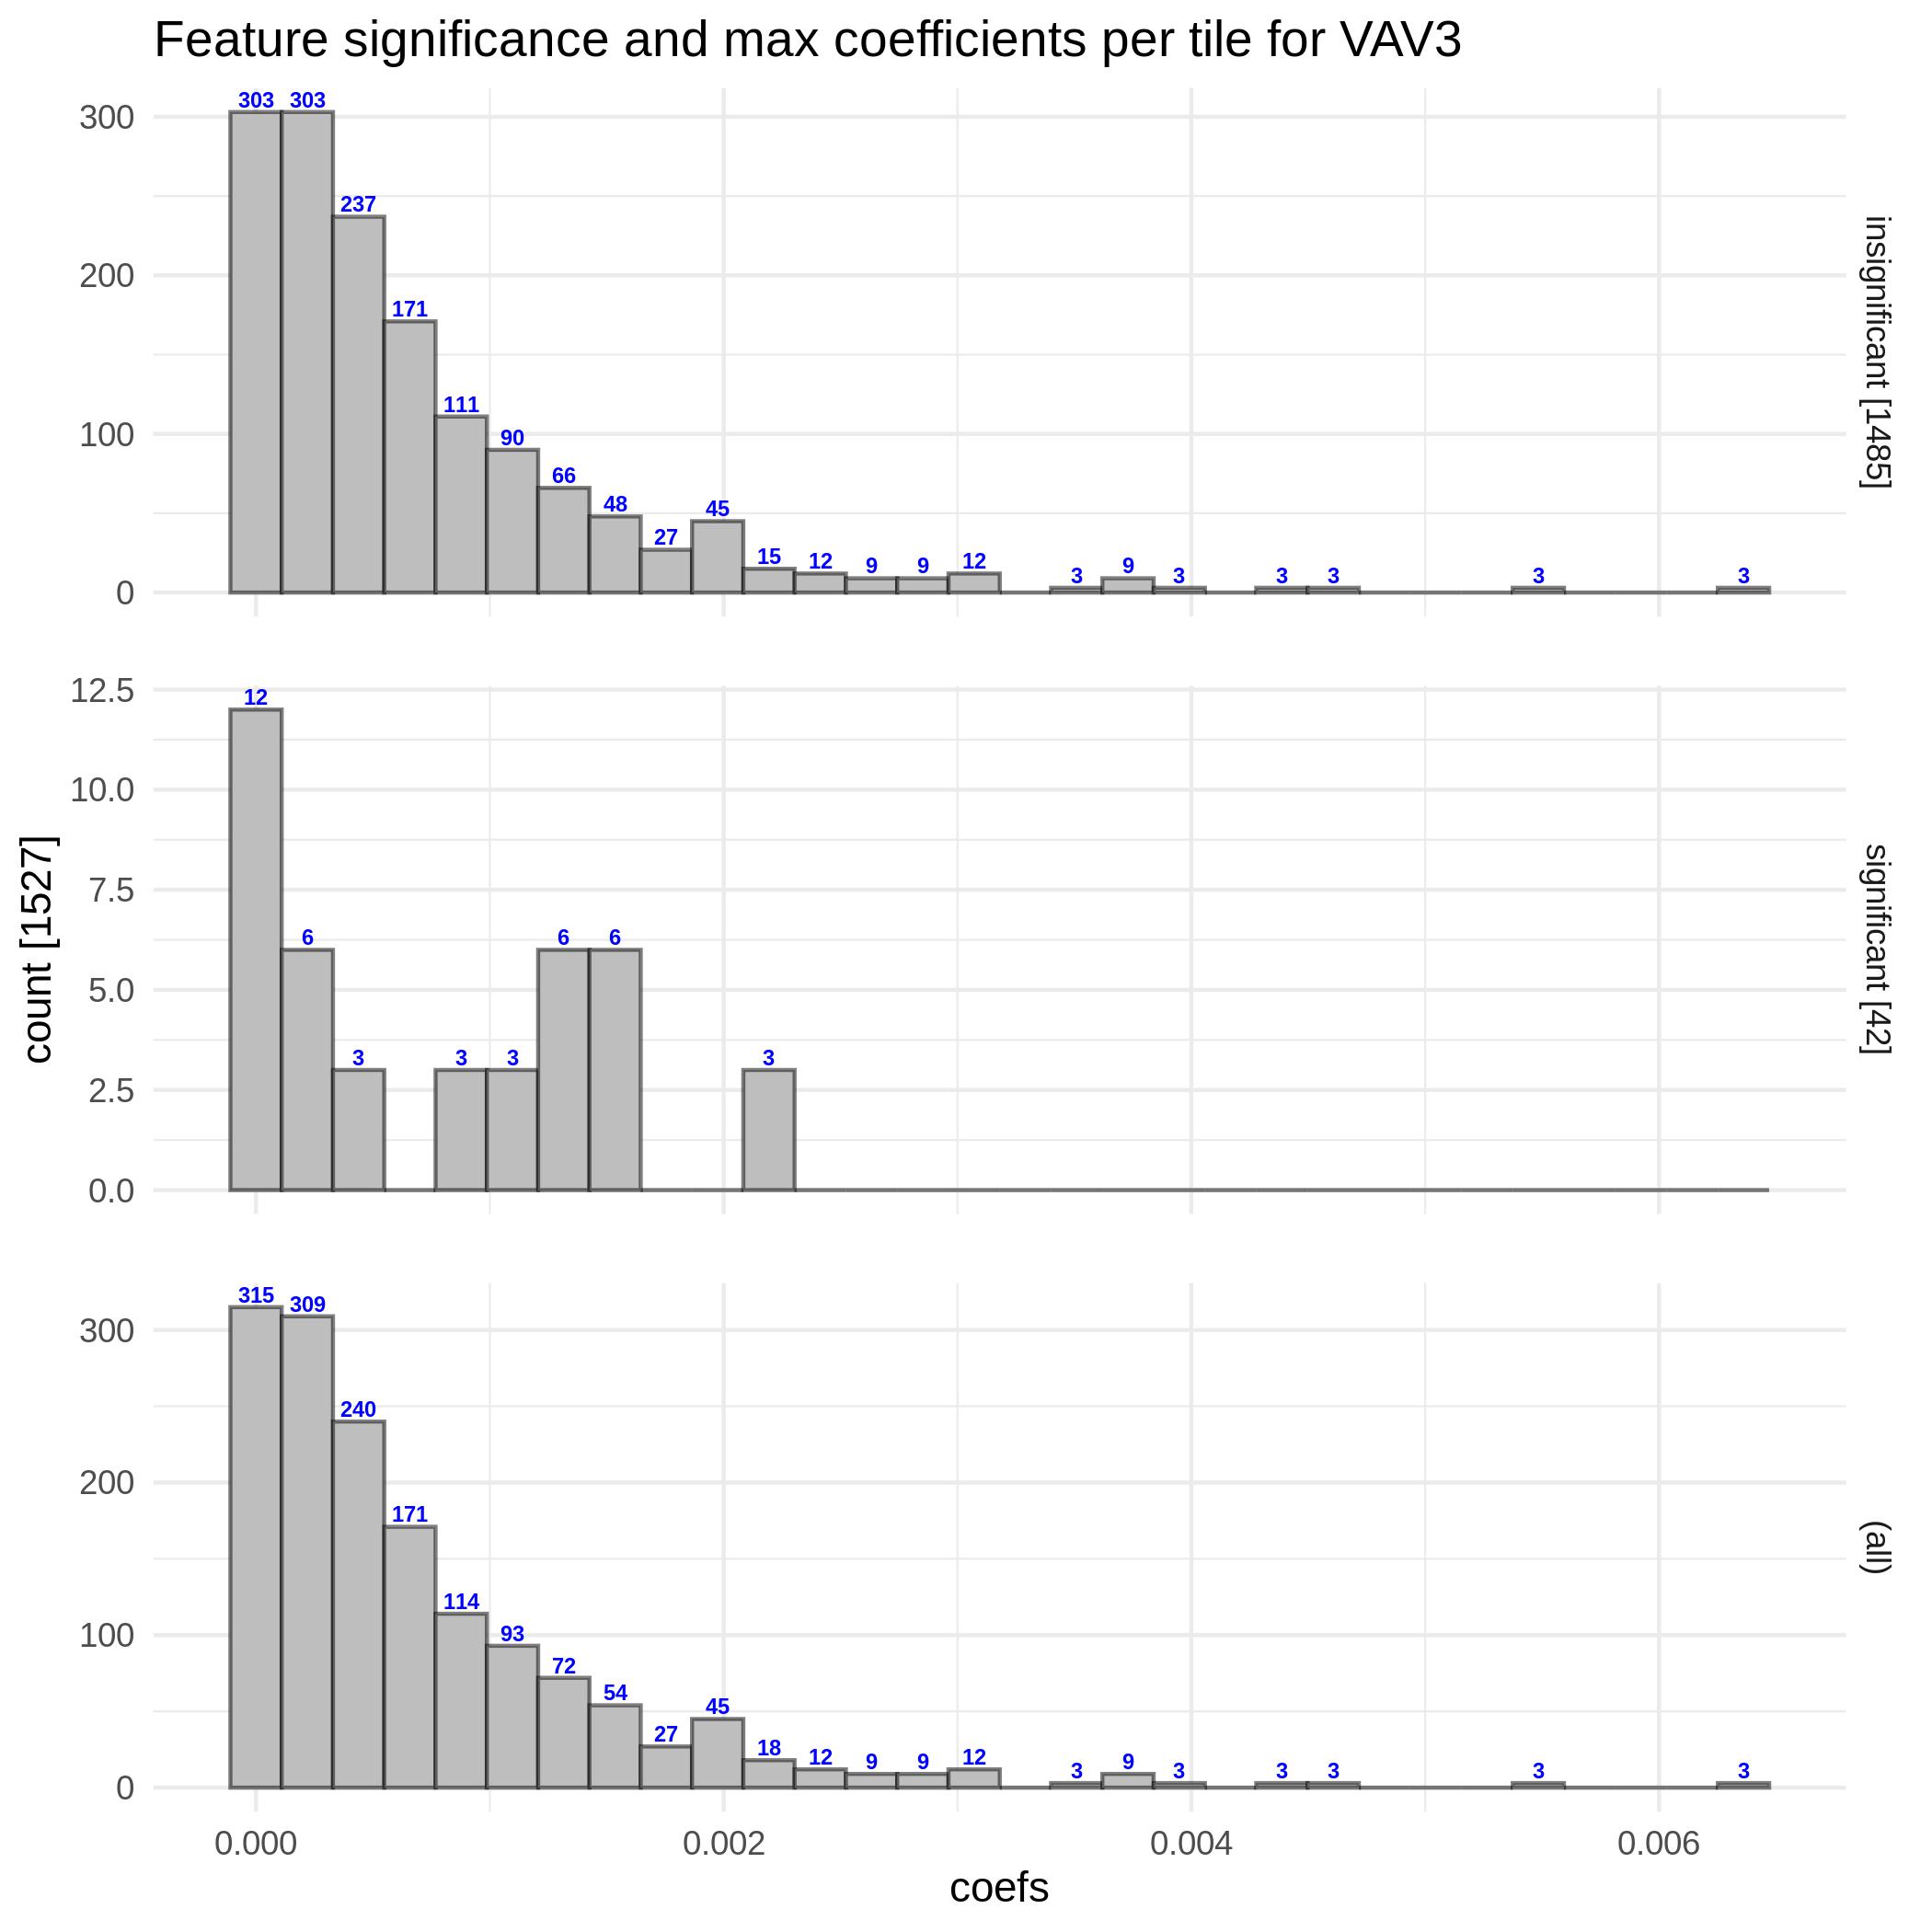 Feature significance and max coefficients per tile for VAV3
303 303 237 171 111 90 66 48 27 45 15 12 9 9 12 3 9 3 3 3 3 3
300
200
100
0
insignificant [1485]
12 6 3 3 3 6 6 3
12.5
10.0
7.5
5.0
2.5
0.0
significant [42]
count [1527]
315 309 240 171 114 93 72 54 27 45 18 12 9 9 12 3 9 3 3 3 3 3
300
200
100
0
(all)
0.000 0.002 0.004 0.006
coefs